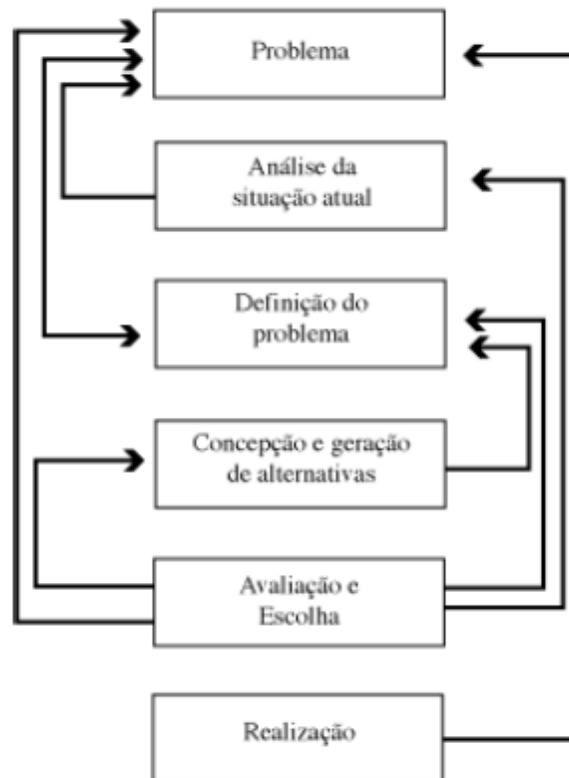 Problema
Análise da
situação atual
Definição do
problema
Concepção e geração
de alternativas
Avaliação e
Escolha
Realização